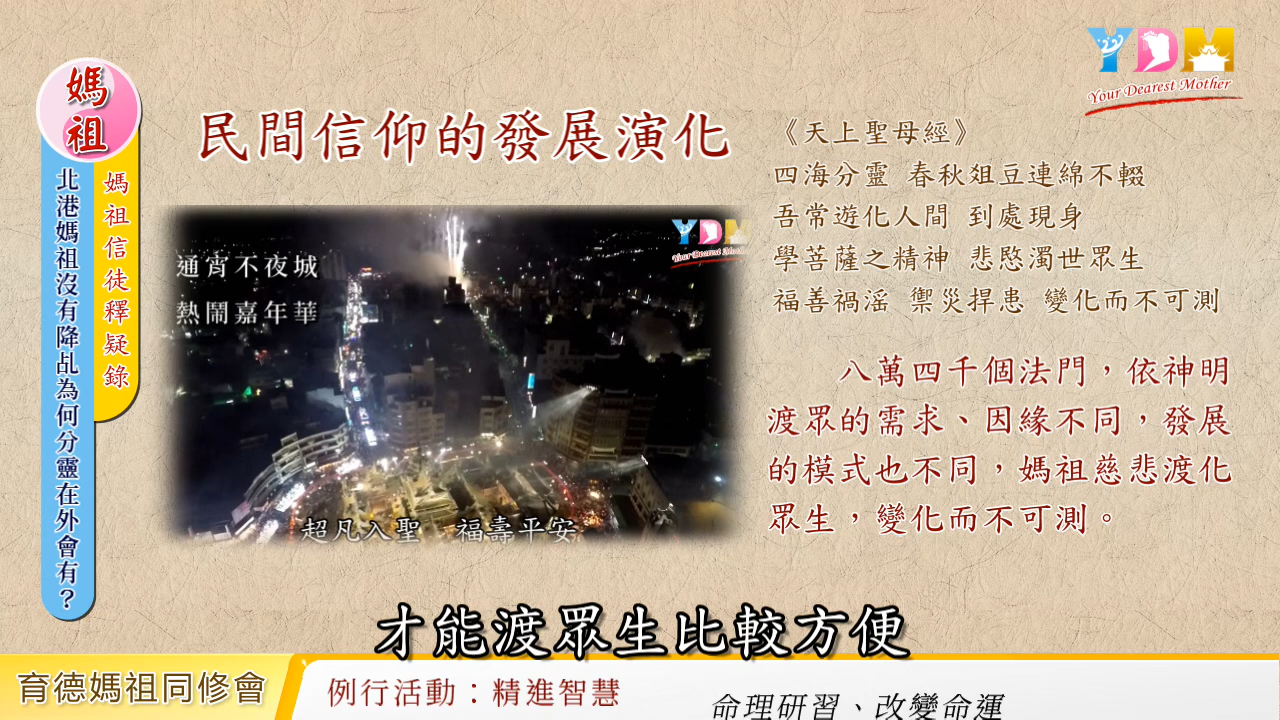 媽祖
媽祖信徒釋疑錄
北港媽祖沒有降乩為何分靈在外會有？
民間信仰的發展演化
YDM
Your Dearest Mother
《天上聖母經》
四海分靈 春秋俎豆連綿不輟
吾常遊化人間 到處現身
學菩薩之精神 悲愍濁世眾生
福善禍滛 禦災捍患 變化而不可測
YDM
Your Dearest Mother
通宵不夜城
熱鬧嘉年華
超凡入聖 福壽平安
八萬四千個法門，依神明
渡眾的需求、因緣不同，發展
的模式也不同，媽祖慈悲渡化
眾生，變化而不可測。
才能渡眾生比較方便
育德媽祖同修會
例行活動：精進智慧
命理研習、改變命運